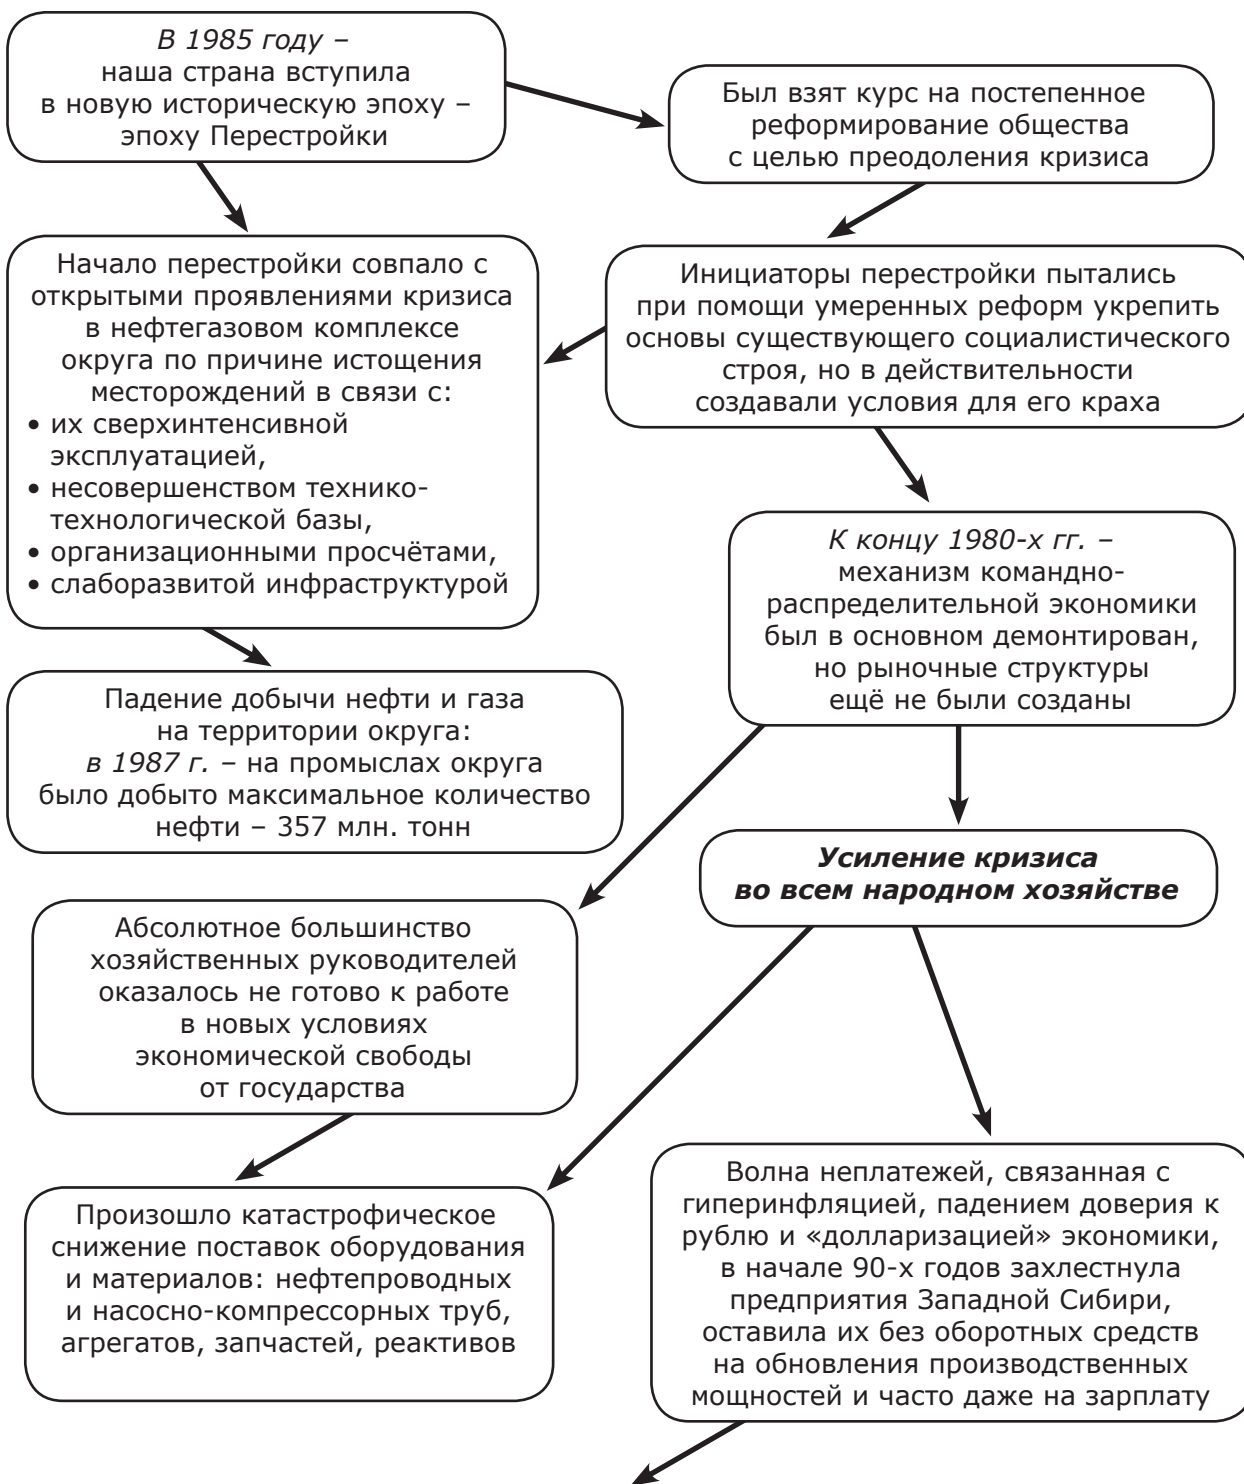 В 1985 году –
наша страна вступила
в новую историческую эпоху –
эпоху Перестройки
Был взят курс на постепенное
реформирование общества
с целью преодоления кризиса
Начало перестройки совпало с
открытыми проявлениями кризиса
в нефтегазовом комплексе
округа по причине истощения
месторождений в связи с:
• их сверхинтенсивной
эксплуатацией,
• несовершенством технико-
технологической базы,
• организационными просчётами,
• слаборазвитой инфраструктурой
Инициаторы перестройки пытались
при помощи умеренных реформ укрепить
основы существующего социалистического
строя, но в действительности
создавали условия для его краха
К концу 1980-х гг. –
механизм командно-
распределительной экономики
был в основном демонтирован,
но рыночные структуры
ещё не были созданы
Падение добычи нефти и газа
на территории округа:
в 1987 г. – на промыслах округа
было добыто максимальное количество
нефти – 357 млн. тонн
Усиление кризиса
во всем народном хозяйстве
Абсолютное большинство
хозяйственных руководителей
оказалось не готово к работе
в новых условиях
экономической свободы
от государства
Произошло катастрофическое
снижение поставок оборудования
и материалов: нефтепроводных
и насосно-компрессорных труб,
агрегатов, запчастей, реактивов
Волна неплатежей, связанная с
гиперинфляцией, падением доверия к
рублю и «долларизацией» экономики,
в начале 90-х годов захлестнула
предприятия Западной Сибири,
оставила их без оборотных средств
на обновления производственных
мощностей и часто даже на зарплату